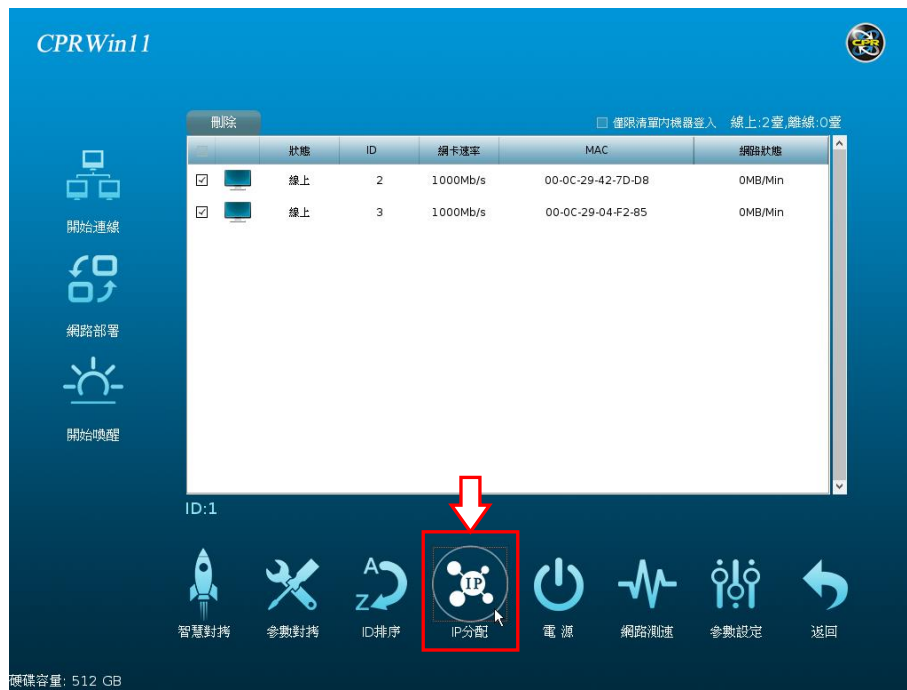 CPRWin11
CPR
刪除
僅限清單內機器登入 線上:2臺,離線:0臺
狀態 ID 網卡速率 MAC 網路狀態
線上 2 1000Mb/s 00-0C-29-42-7D-D8 0MB/Min
線上 3 1000Mb/s 00-0C-29-04-F2-85 0MB/Min
開始連線
網路部署
開始喚醒
ID:1
A
Z
IP
智慧對拷 參數對拷 ID排序 IP分配 電 源 網路測速 參數設定 返回
硬碟容量: 512 GB